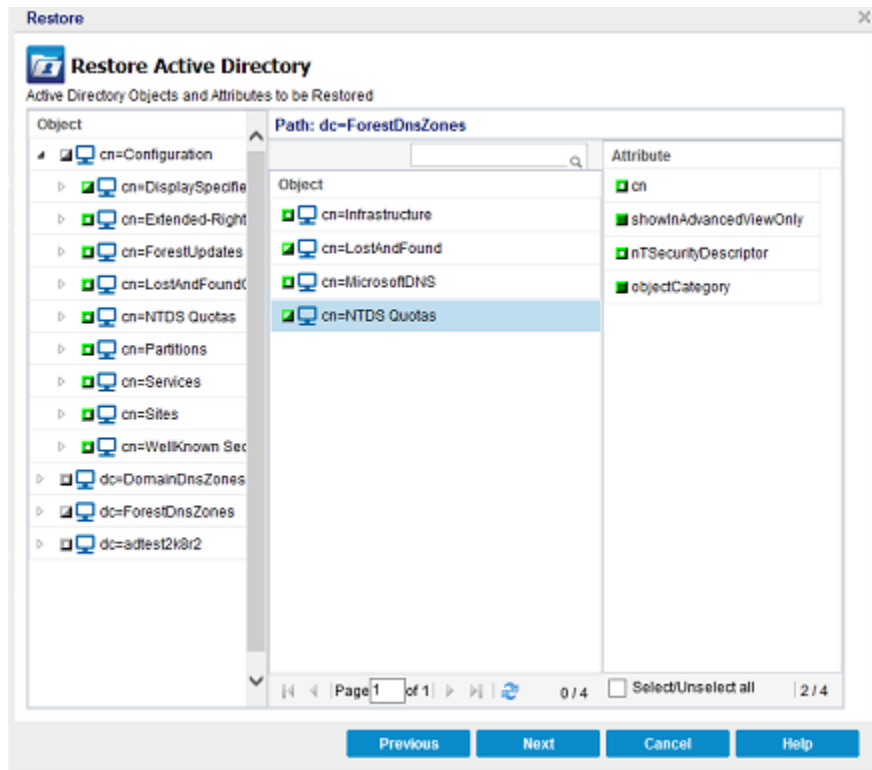 Restore
Restore Active Directory
Active Directory Objects and Attributes to be Restored
Object
cn=Configuration
cn=DisplaySpecifie
cn=Extended-Right
cn=ForestUpdates
cn=LostAndFoundC
cn=NTDS Quotas
cn=Partitions
cn=Services
cn=Sites
cn=WellKnown Sec
dc=DomainDnsZones
dc=ForestDnsZones
dc=adtest2k8r2
Path: dc=ForestDnsZones
Object
cn=Infrastructure
cn=LostAndFound
cn=MicrosoftDNS
cn=NTDS Quotas
Page 1 of 1
0 / 4
Attribute
cn
showInAdvancedViewOnly
nTSecurityDescriptor
objectCategory
Select/Unselect all
2 / 4
Previous
Next
Cancel
Help